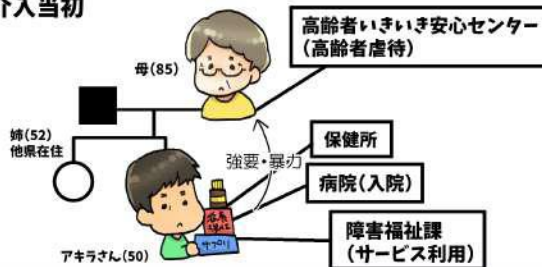 介入当初
高齢者いきいき安心センター
(高齢者虐待)
母(85)
姉(52)
他県在住
強要・暴力
保健所
病院(入院)
障害福祉課
(サービス利用)
サプリ
アキラさん(50)